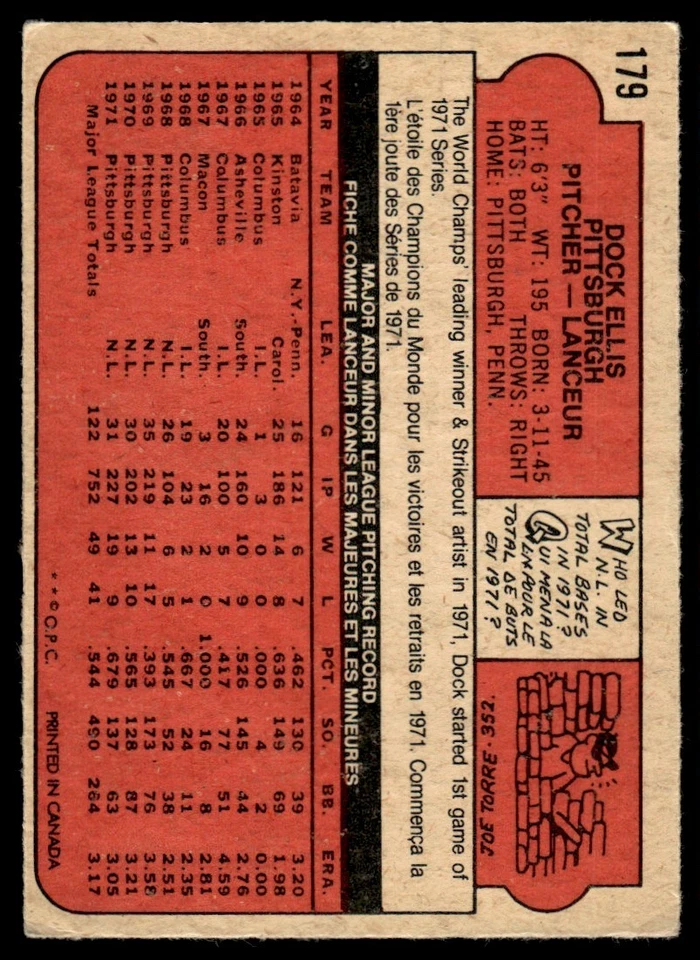 179
DOCK ELLIS
PITTSBURGH
PITCHER — LANCEUR
HT: 6'3" WT: 195 BORN: 3-11-45
BATS: BOTH THROWS: RIGHT
HOME: PITTSBURGH, PENN.
WHO LED
N.L. IN
TOTAL BASES
IN 1971?
QUI MENA LA
L.N. POUR LE
TOTAL DE BUTS
EN 1971?
JOE TORRE · 352.
The World Champs' leading winner & Strikeout artist in 1971, Dock started 1st game of
1971 Series.
L'étoile des Champions du Monde pour les victoires et les retraits en 1971. Commença la
1ère joute des Séries de 1971.
MAJOR AND MINOR LEAGUE PITCHING RECORD
FICHE COMME LANCEUR DANS LES MAJEURES ET LES MINEURES
YEAR TEAM LEA. G IP W L PCT. SO. BB. ERA.
1964 Batavia N.Y.-Penn. 16 121 6 7 .462 130 39 3.20
1965 Kinston Carol. 25 186 14 8 .636 149 69 1.98
1965 Columbus I.L. 1 3 0 0 .000 4 2 0.00
1966 Asheville South. 24 160 10 9 .526 145 44 2.76
1967 Columbus I.L. 20 100 5 7 .417 77 51 4.59
1967 Macon South. 3 16 2 0 1.000 16 8 2.81
1968 Columbus I.L. 19 23 2 1 .667 24 11 2.35
1968 Pittsburgh N.L. 26 104 6 5 .545 52 38 2.51
1969 Pittsburgh N.L. 35 219 11 17 .393 173 76 3.58
1970 Pittsburgh N.L. 30 202 13 10 .565 128 87 3.21
1971 Pittsburgh N.L. 31 227 19 9 .679 137 63 3.05
Major League Totals 122 752 49 41 .544 490 264 3.17
* * © C.P.C. PRINTED IN CANADA